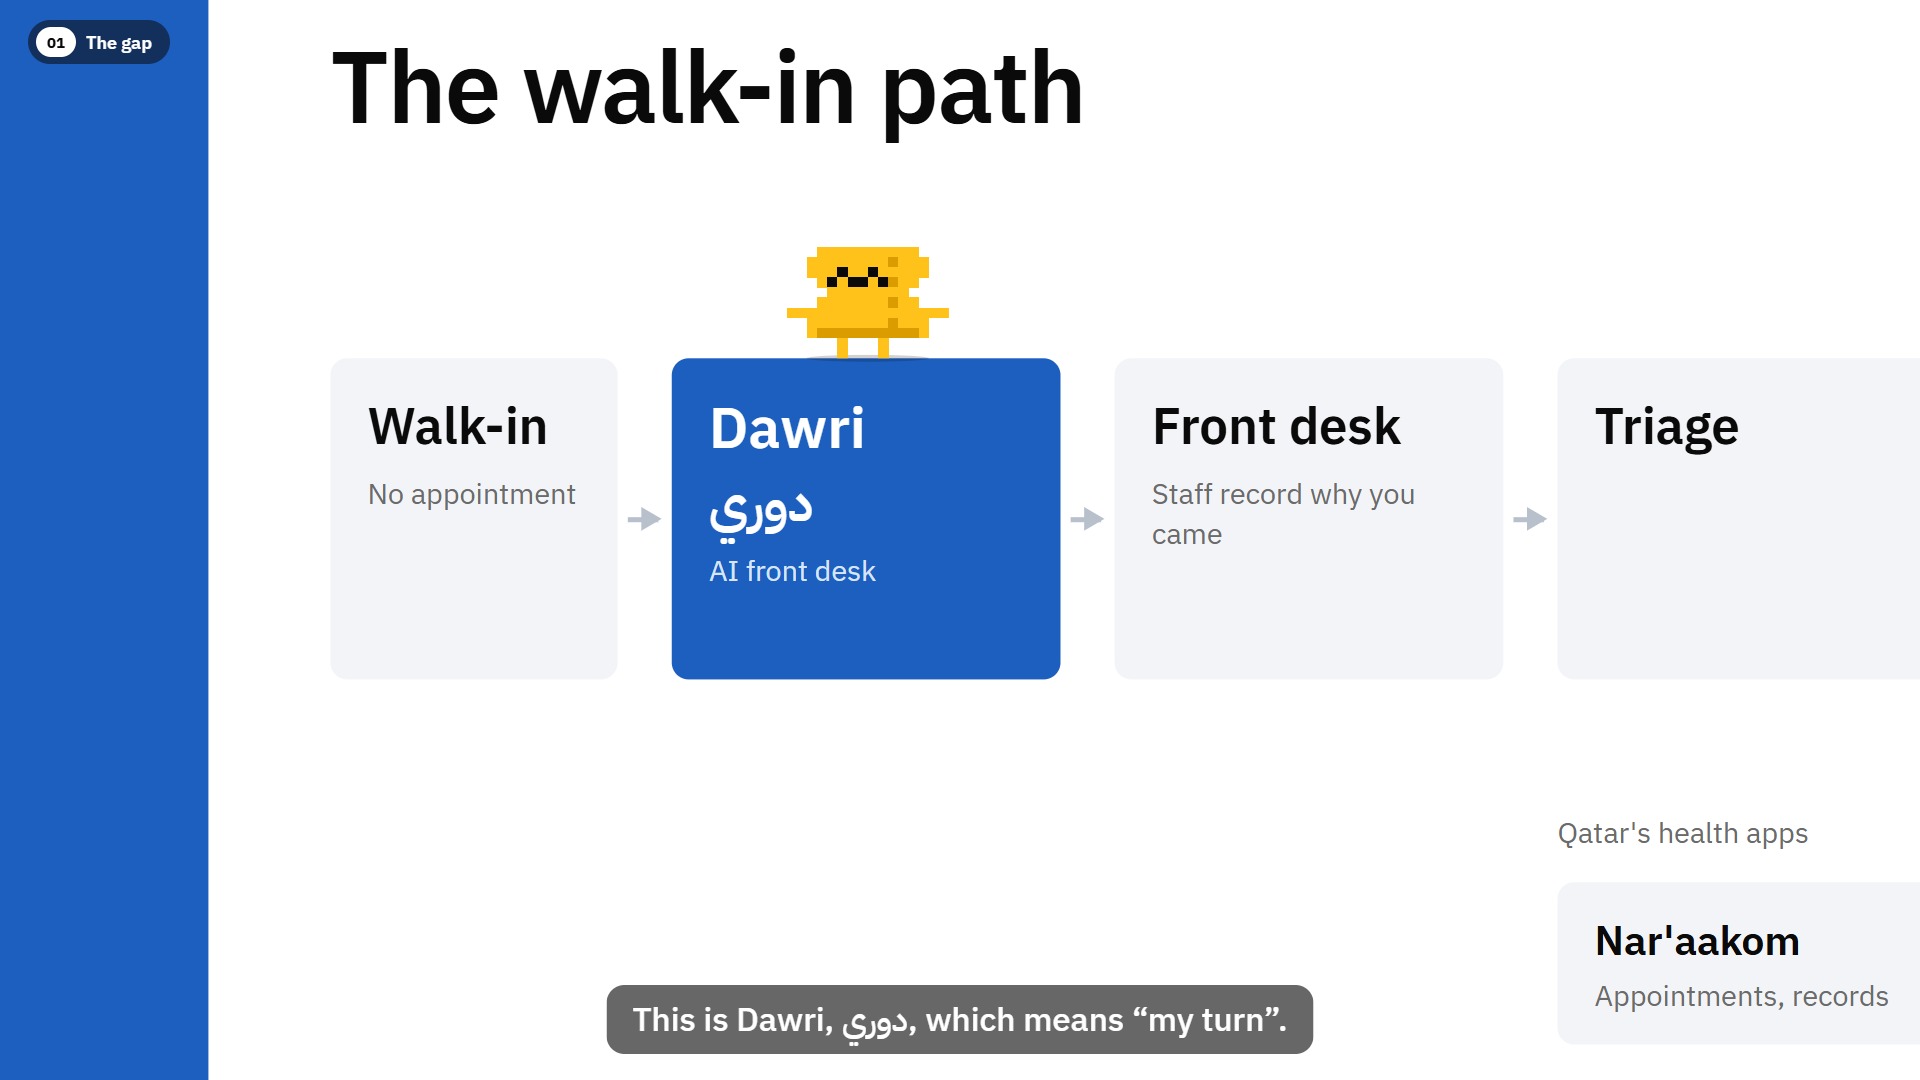 01 The gap
The walk-in path
Walk-in
No appointment
Dawri
دوري
AI front desk
Front desk
Staff record why you
came
Triage
Qatar's health apps
Nar'aakom
Appointments, records
This is Dawri, دوري, which means “my turn”.